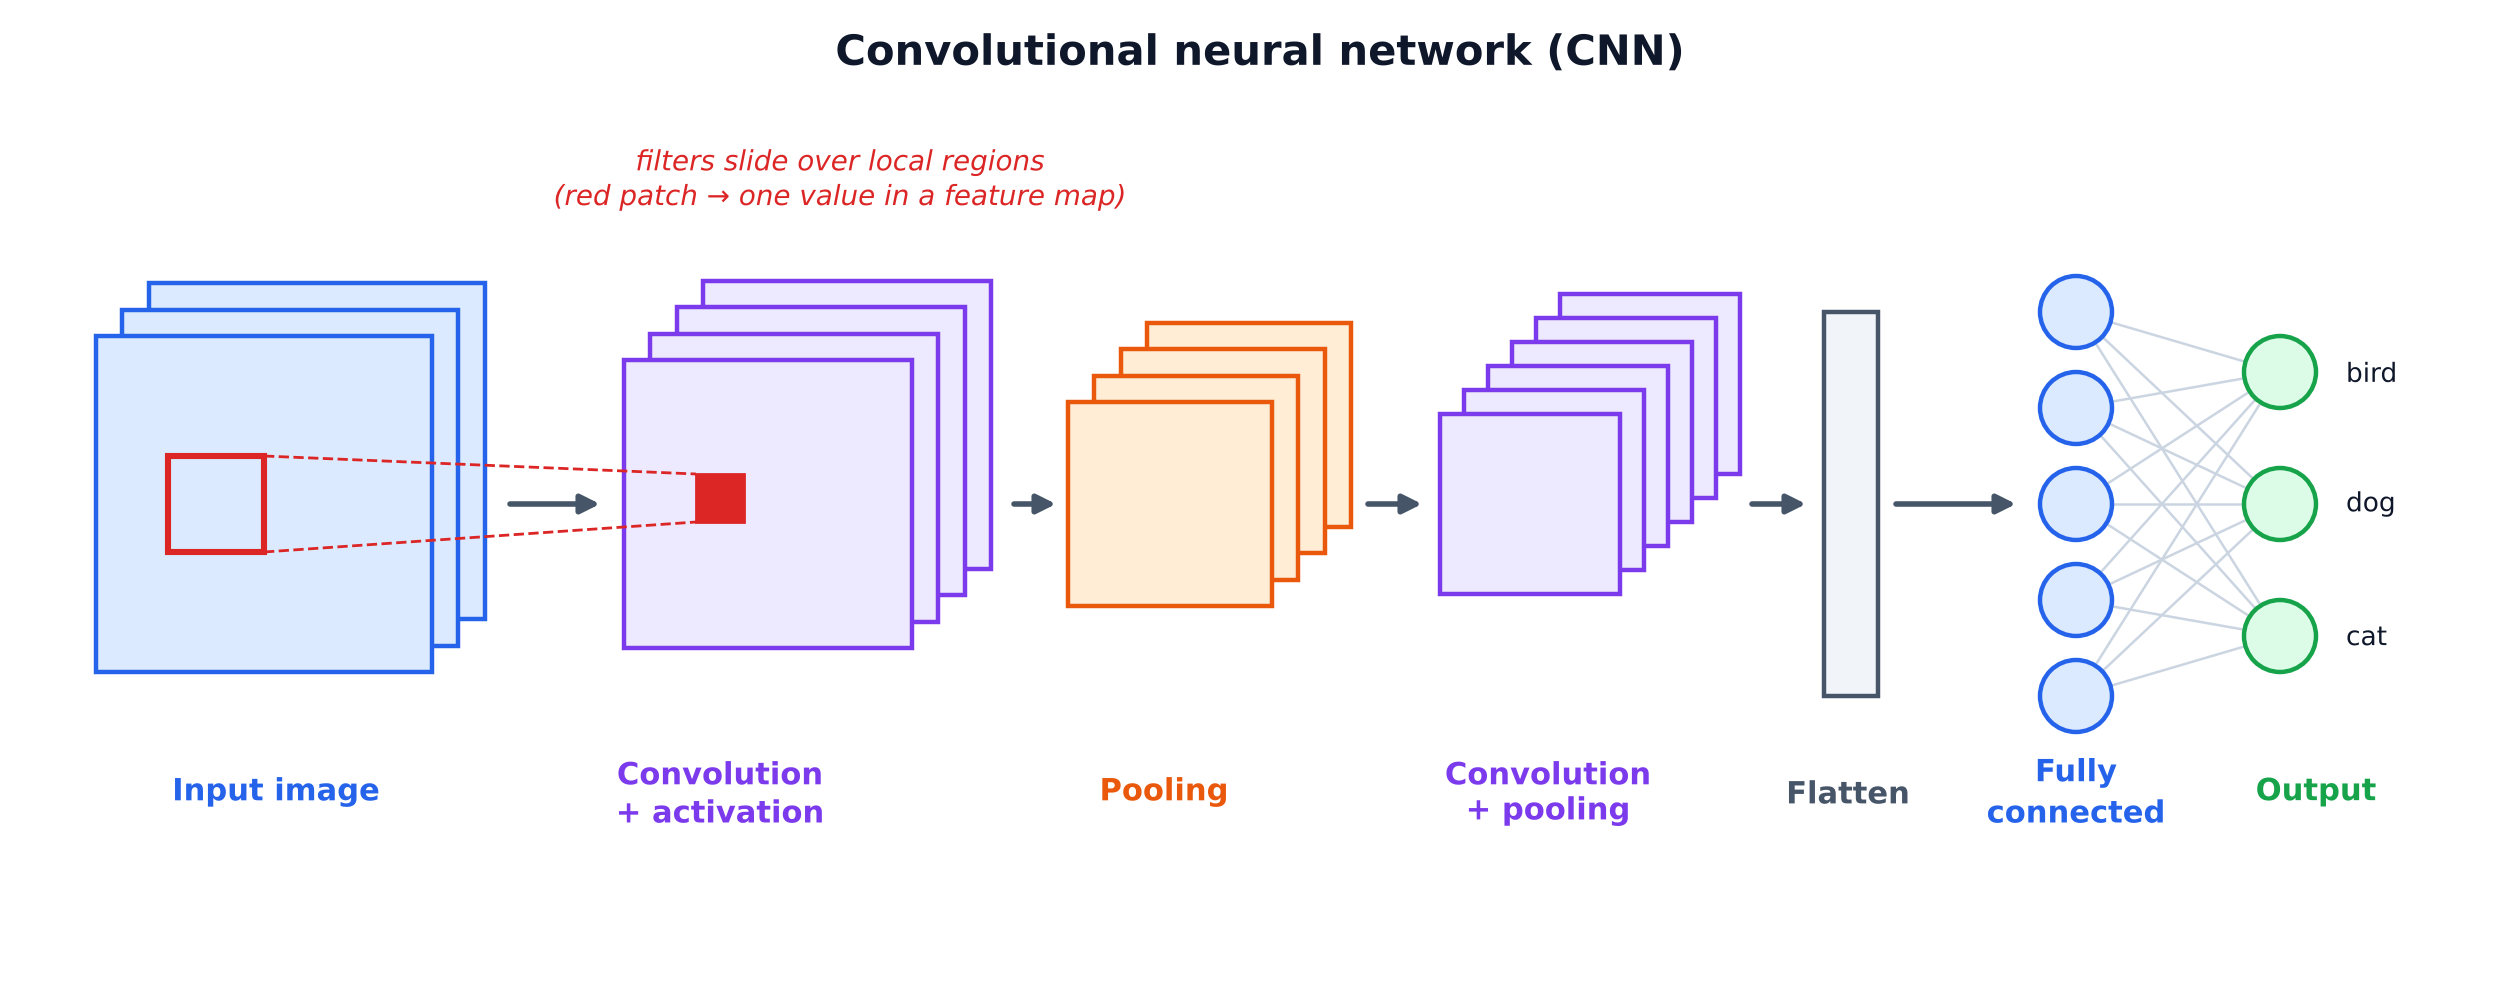 Convolutional neural network (CNN)
filters slide over local regions
(red patch → one value in a feature map)
bird
dog
cat
Input image
Convolution
+ activation
Pooling
Convolution
+ pooling
Flatten
Fully
connected
Output